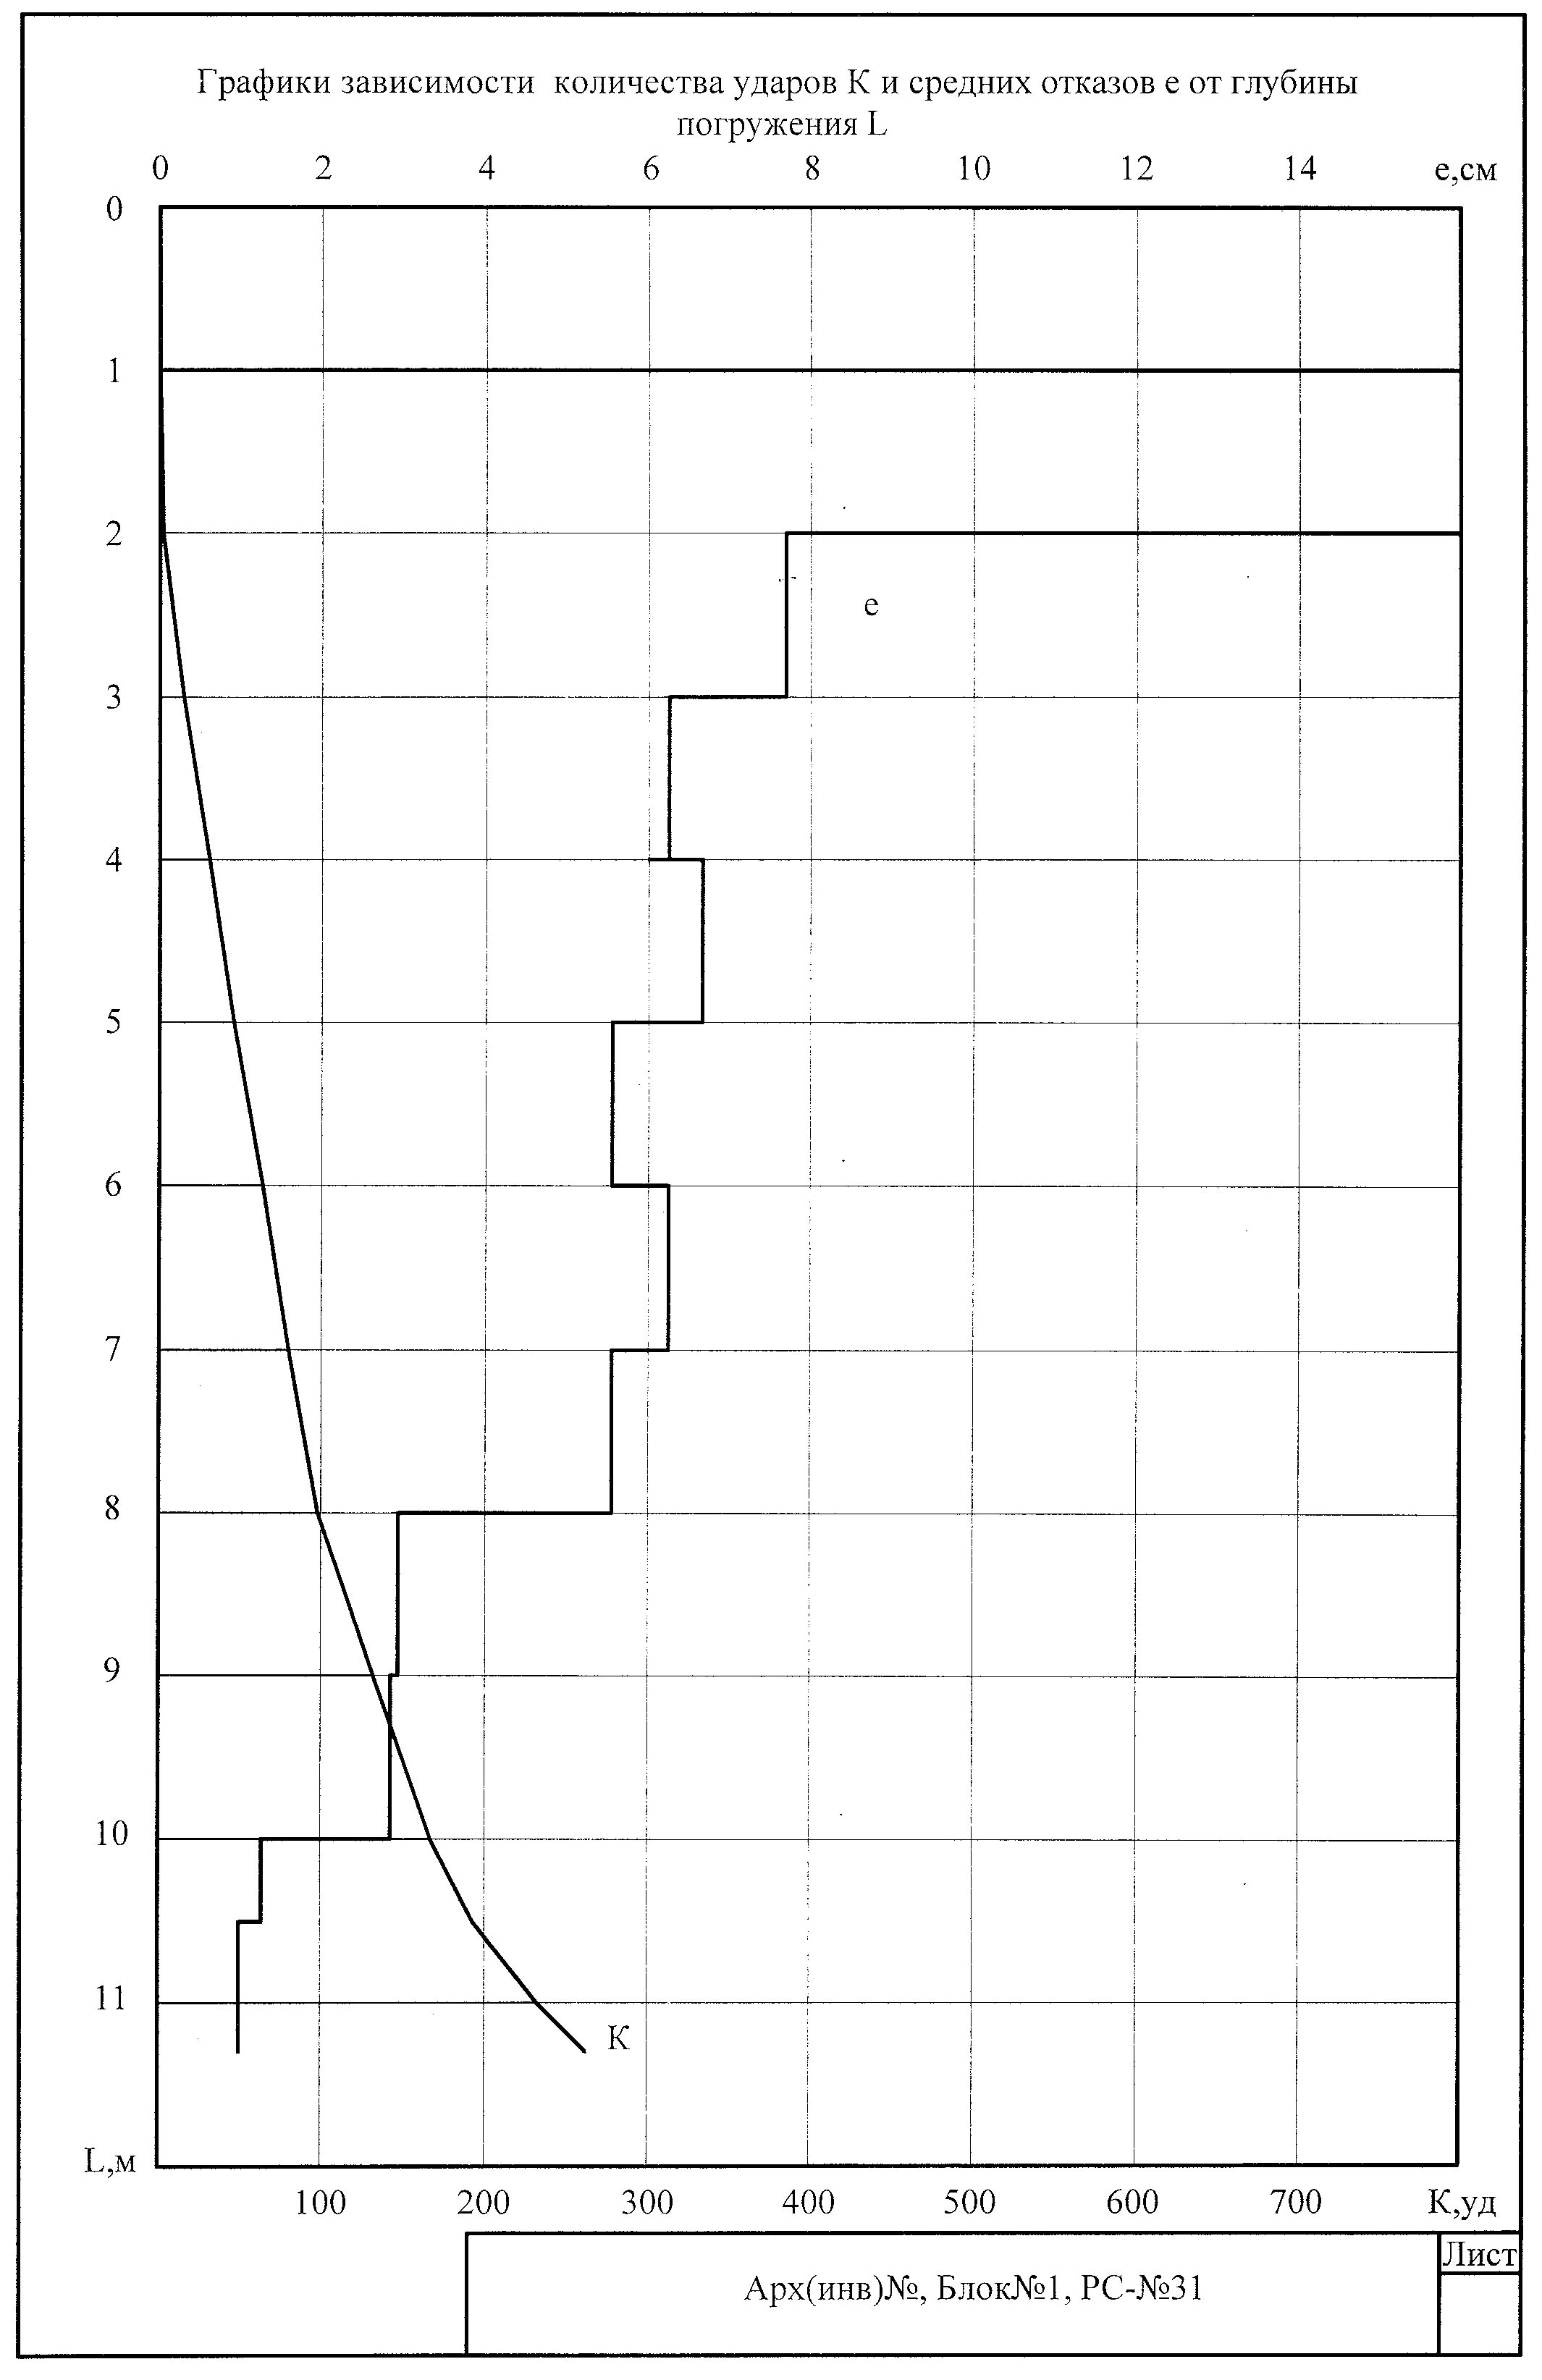 Графики зависимости количества ударов К и средних отказов е от глубины
погружения L
0 2 4 6 8 10 12 14 е,см
0
1
2
е
3
4
5
6
7
8
9
10
11
К
L,м
100 200 300 400 500 600 700 К,уд
Лист
Арх(инв)№, Блок№1, РС-№31